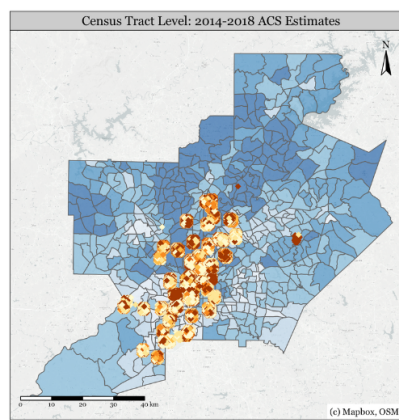 Census Tract Level: 2014-2018 ACS Estimates
N
0 10 20 30 40 km
(c) Mapbox, OSM